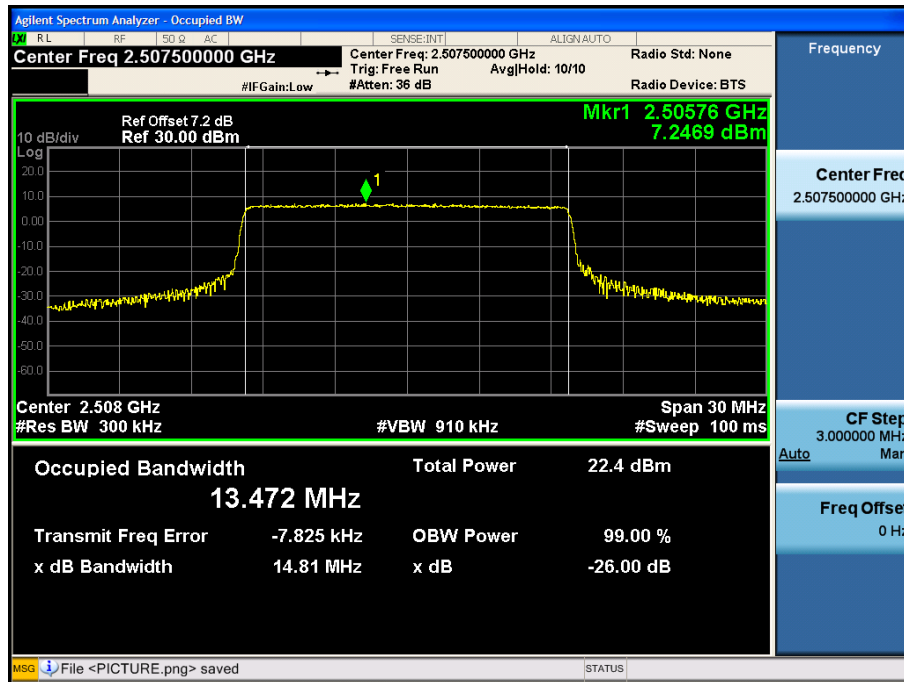 Agilent Spectrum Analyzer - Occupied BW
LXI RL RF 50 Ω AC SENSE:INT ALIGNAUTO
Center Freq 2.507500000 GHz
Center Freq: 2.507500000 GHz
Radio Std: None
Trig: Free Run Avg|Hold: 10/10
#IFGain:Low #Atten: 36 dB Radio Device: BTS
Ref Offset 7.2 dB
10 dB/div Ref 30.00 dBm
Mkr1 2.50576 GHz
7.2469 dBm
Log
20.0
10.0
0.00
-10.0
-20.0
-30.0
-40.0
-50.0
-60.0
1
Center 2.508 GHz Span 30 MHz
#Res BW 300 kHz #VBW 910 kHz #Sweep 100 ms
Occupied Bandwidth Total Power 22.4 dBm
13.472 MHz
Transmit Freq Error -7.825 kHz OBW Power 99.00 %
x dB Bandwidth 14.81 MHz x dB -26.00 dB
MSG File <PICTURE.png> saved STATUS
Frequency
Center Freq
2.507500000 GHz
CF Step
3.000000 MHz
Auto Man
Freq Offset
0 Hz